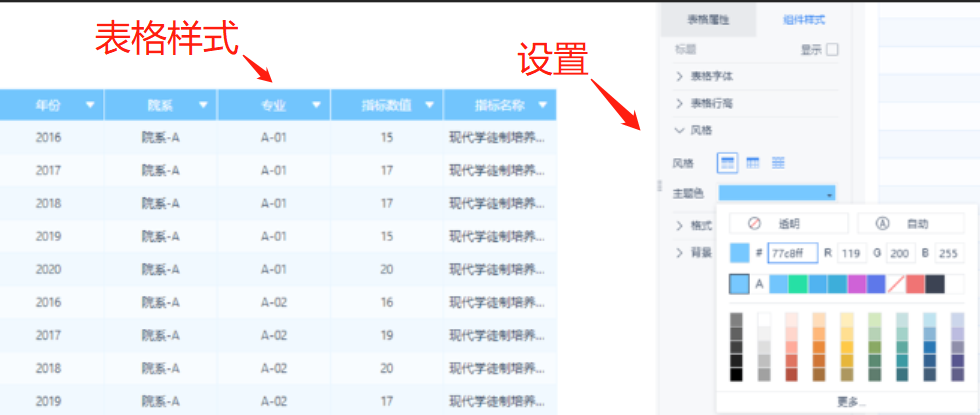 表格样式
年份 院系 专业 指标数值 指标名称
2016 院系-A A-01 15 现代学徒制培养...
2017 院系-A A-01 17 现代学徒制培养...
2018 院系-A A-01 17 现代学徒制培养...
2019 院系-A A-01 15 现代学徒制培养...
2020 院系-A A-01 20 现代学徒制培养...
2016 院系-A A-02 16 现代学徒制培养...
2017 院系-A A-02 19 现代学徒制培养...
2018 院系-A A-02 20 现代学徒制培养...
2019 院系-A A-02 17 现代学徒制培养...
设置
表格属性 组件样式
标题 显示
表格字体
表格行高
风格
风格
主题色
格式
背景
透明 自动
# 77c8ff R 119 G 200 B 255
A
更多...